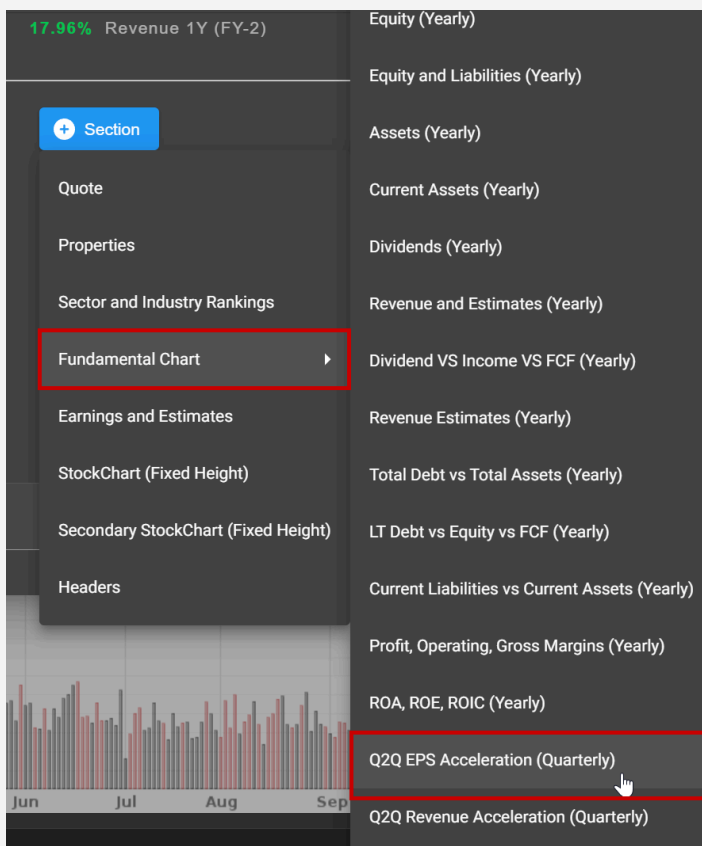 17.96% Revenue 1Y (FY-2)
Section
Quote
Properties
Sector and Industry Rankings
Fundamental Chart
Earnings and Estimates
StockChart (Fixed Height)
Secondary StockChart (Fixed Height)
Headers
Jun Jul Aug Sep
Equity (Yearly)
Equity and Liabilities (Yearly)
Assets (Yearly)
Current Assets (Yearly)
Dividends (Yearly)
Revenue and Estimates (Yearly)
Dividend VS Income VS FCF (Yearly)
Revenue Estimates (Yearly)
Total Debt vs Total Assets (Yearly)
LT Debt vs Equity vs FCF (Yearly)
Current Liabilities vs Current Assets (Yearly)
Profit, Operating, Gross Margins (Yearly)
ROA, ROE, ROIC (Yearly)
Q2Q EPS Acceleration (Quarterly)
Q2Q Revenue Acceleration (Quarterly)